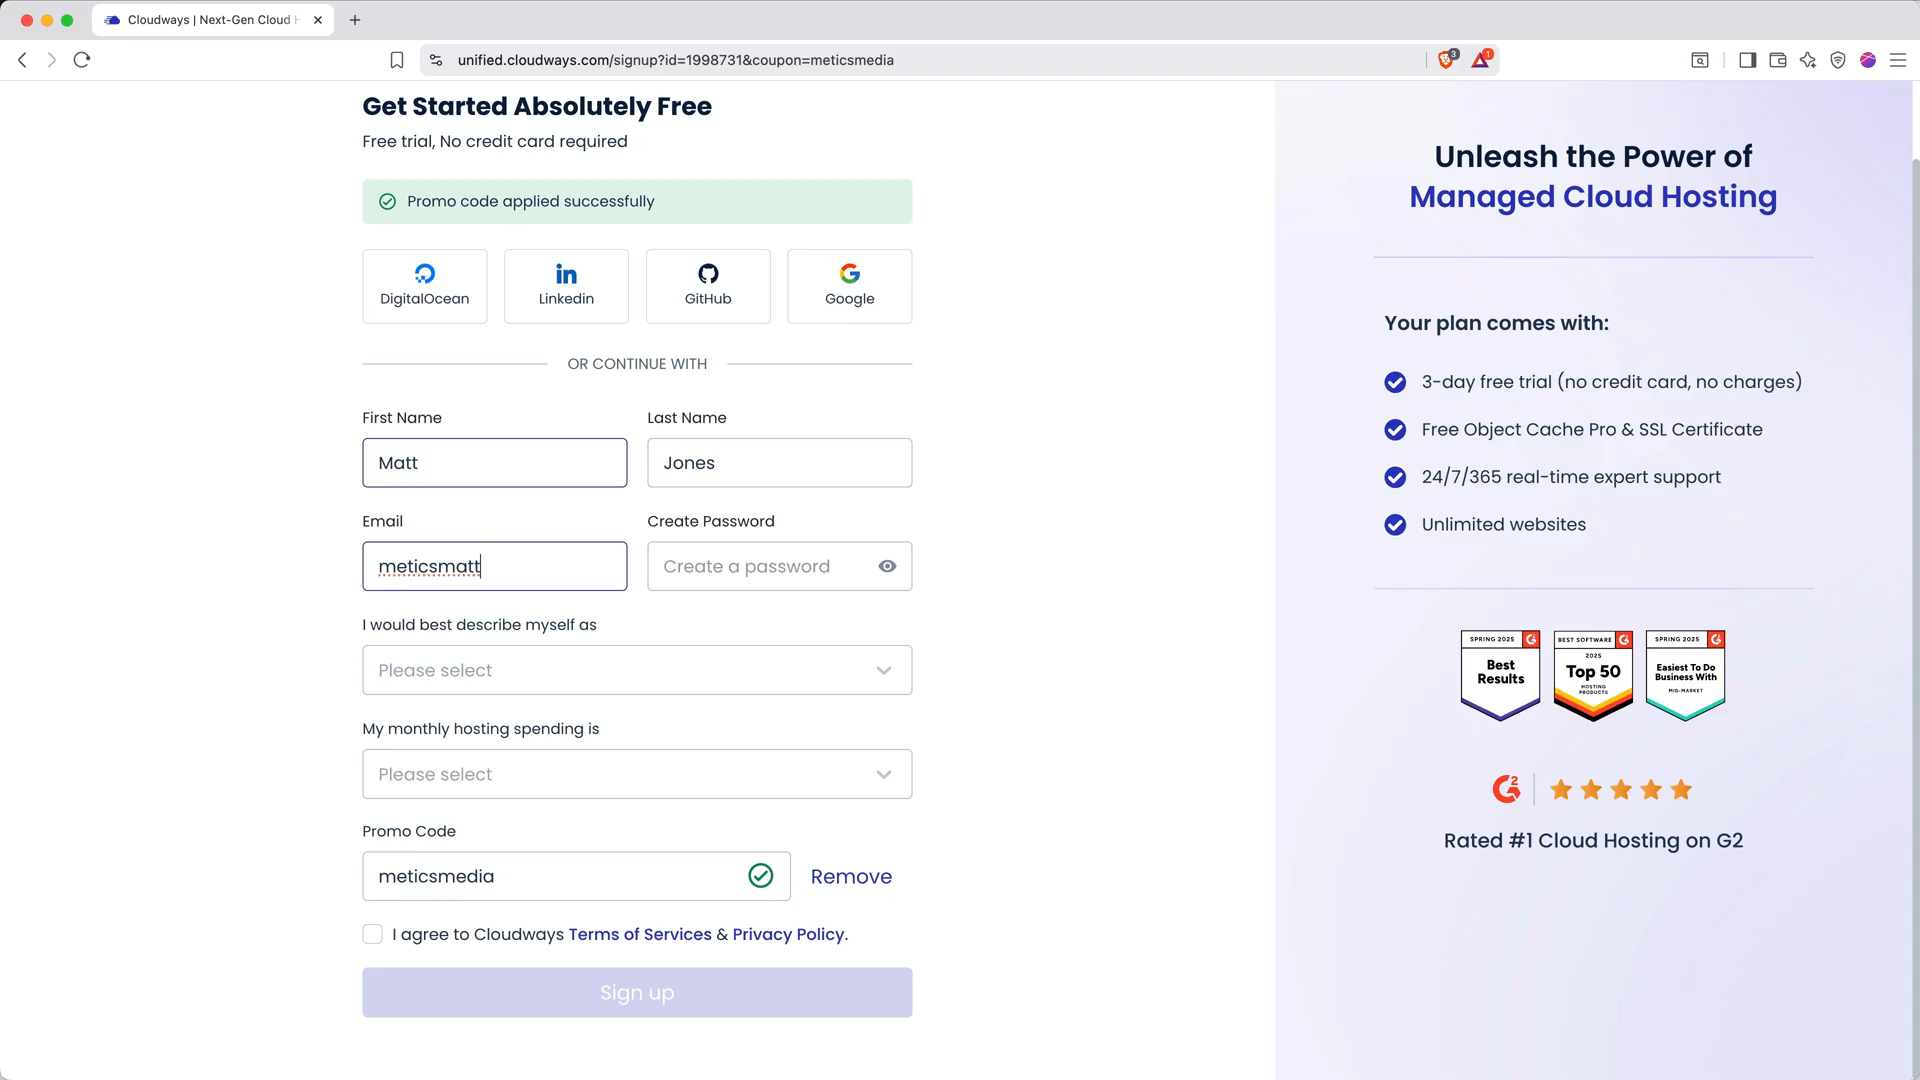 Cloudways | Next-Gen Cloud H
unified.cloudways.com/signup?id=1998731&coupon=meticsmedia
3
1
Get Started Absolutely Free
Free trial, No credit card required
Promo code applied successfully
DigitalOcean
Linkedin
GitHub
Google
OR CONTINUE WITH
First Name
Last Name
Matt
Jones
Email
Create Password
meticsmatt
Create a password
I would best describe myself as
Please select
My monthly hosting spending is
Please select
Promo Code
meticsmedia
Remove
I agree to Cloudways Terms of Services & Privacy Policy.
Sign up
Unleash the Power of
Managed Cloud Hosting
Your plan comes with:
3-day free trial (no credit card, no charges)
Free Object Cache Pro & SSL Certificate
24/7/365 real-time expert support
Unlimited websites
SPRING 2025
Best
Results
BEST SOFTWARE
2025
Top 50
HOSTING
PRODUCTS
SPRING 2025
Easiest To Do
Business With
MID-MARKET
G2
Rated #1 Cloud Hosting on G2